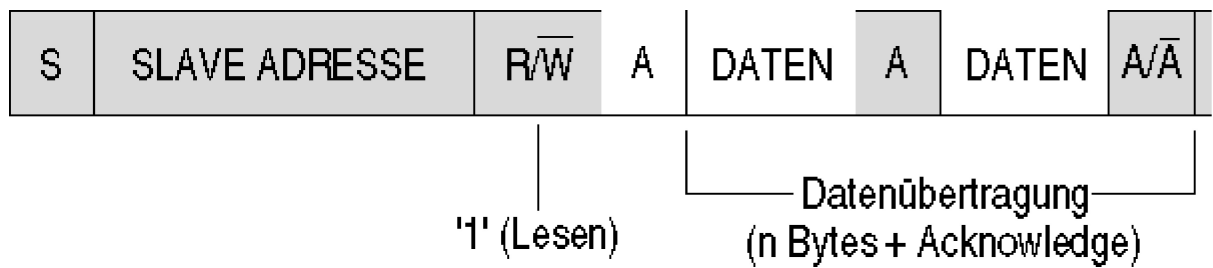 S SLAVE ADRESSE R/W̅ A DATEN A DATEN A/A̅
Datenübertragung
'1' (Lesen) (n Bytes + Acknowledge)